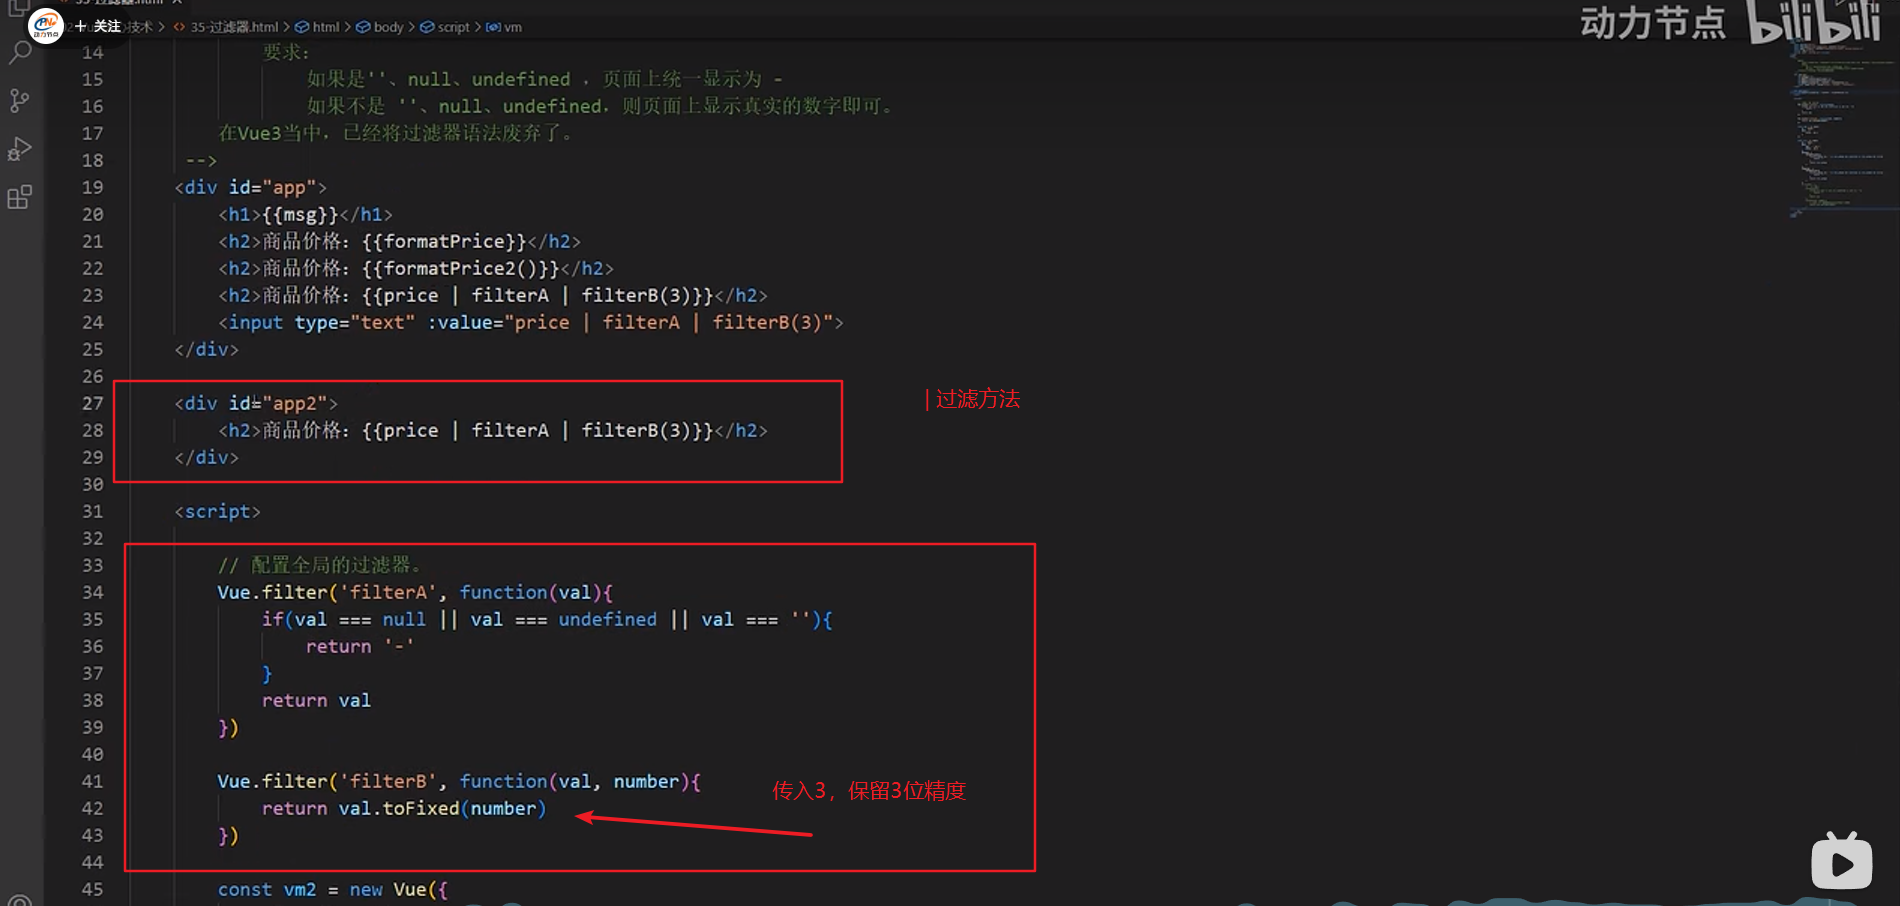 35-过滤器.html ×
+ 关注
技术 > <> 35-过滤器.html > html > body > script > vm
动力节点 bilibili
14 要求:
15 如果是''、null、undefined ，页面上统一显示为 -
16 如果不是 ''、null、undefined，则页面上显示真实的数字即可。
17 在Vue3当中，已经将过滤器语法废弃了。
18 -->
19 <div id="app">
20 <h1>{{msg}}</h1>
21 <h2>商品价格：{{formatPrice}}</h2>
22 <h2>商品价格：{{formatPrice2()}}</h2>
23 <h2>商品价格：{{price | filterA | filterB(3)}}</h2>
24 <input type="text" :value="price | filterA | filterB(3)">
25 </div>
26
27 <div id="app2">
| 过滤方法
28 <h2>商品价格：{{price | filterA | filterB(3)}}</h2>
29 </div>
30
31 <script>
32
33 // 配置全局的过滤器。
34 Vue.filter('filterA', function(val){
35 if(val === null || val === undefined || val === ''){
36 return '-'
37 }
38 return val
39 })
40
41 Vue.filter('filterB', function(val, number){
传入3，保留3位精度
42 return val.toFixed(number)
43 })
44
45 const vm2 = new Vue({